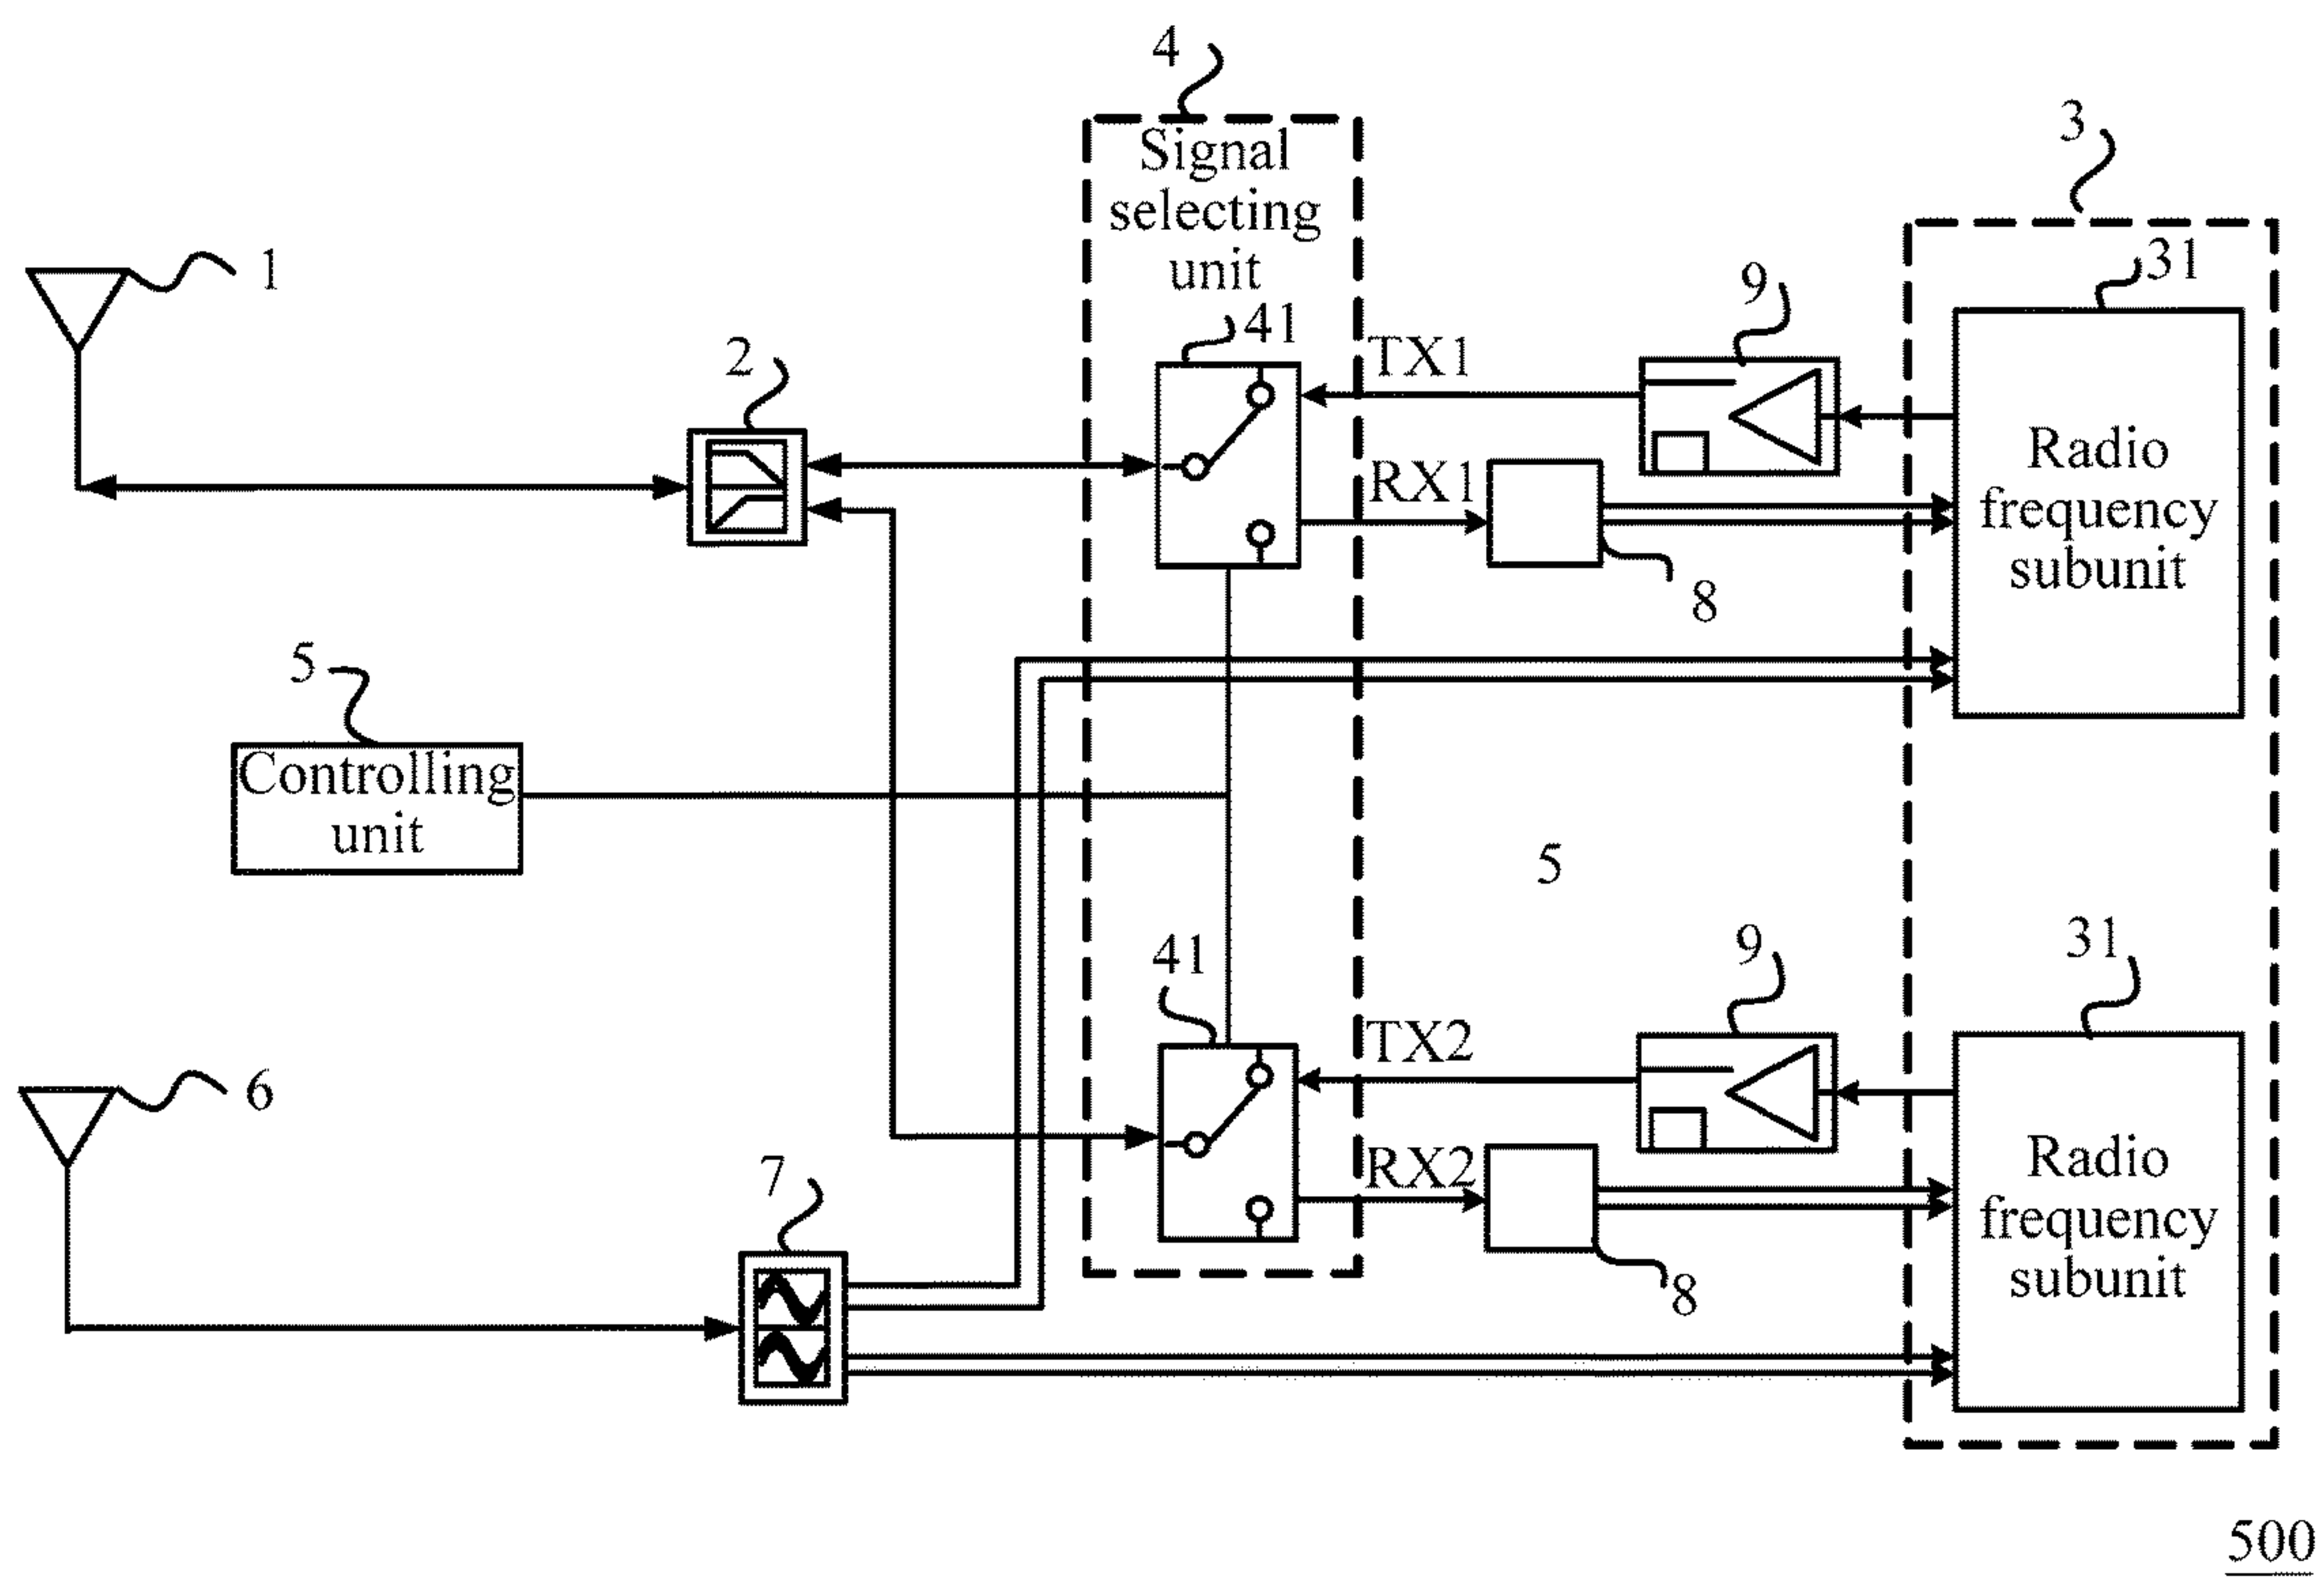 4
Signal
selecting
unit
3
1
2
41
TX1
RX1
9
8
31
Radio
frequency
subunit
5
Controlling
unit
5
6
7
41
TX2
RX2
9
8
31
Radio
frequency
subunit
500